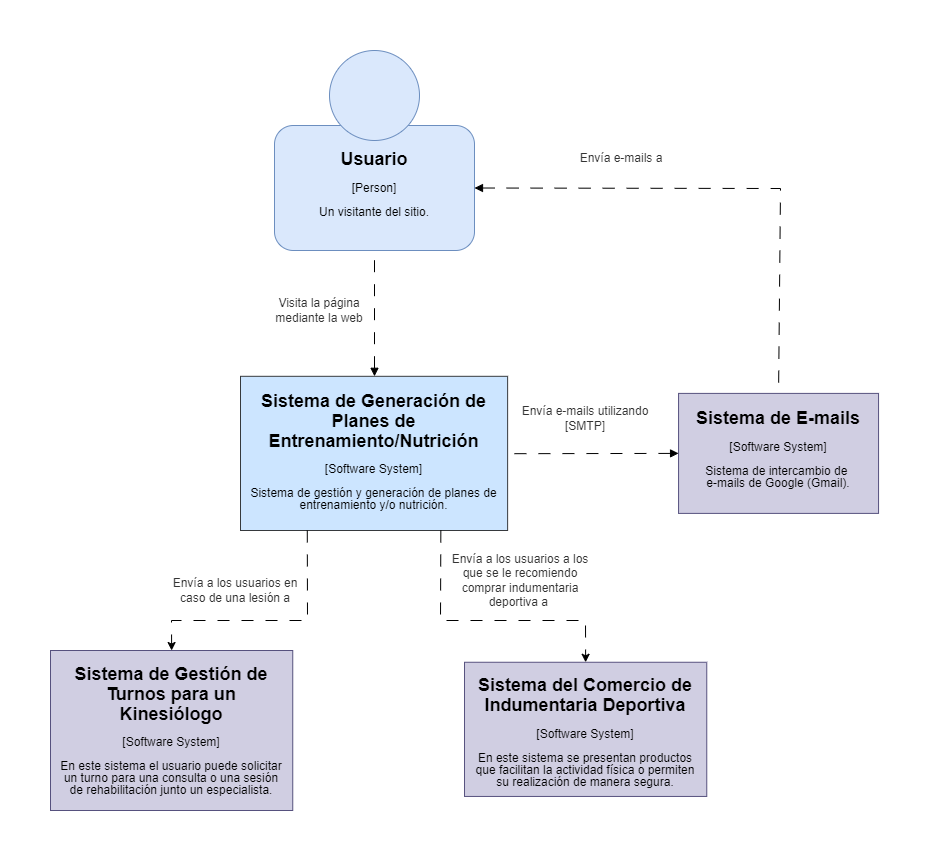 Usuario
[Person]
Un visitante del sitio.
Envía e-mails a
Visita la página
mediante la web
Sistema de Generación de
Planes de
Entrenamiento/Nutrición
[Software System]
Sistema de gestión y generación de planes de
entrenamiento y/o nutrición.
Envía e-mails utilizando
[SMTP]
Sistema de E-mails
[Software System]
Sistema de intercambio de
e-mails de Google (Gmail).
Envía a los usuarios en
caso de una lesión a
Envía a los usuarios a los
que se le recomiendo
comprar indumentaria
deportiva a
Sistema de Gestión de
Turnos para un
Kinesiólogo
[Software System]
En este sistema el usuario puede solicitar
un turno para una consulta o una sesión
de rehabilitación junto un especialista.
Sistema del Comercio de
Indumentaria Deportiva
[Software System]
En este sistema se presentan productos
que facilitan la actividad física o permiten
su realización de manera segura.